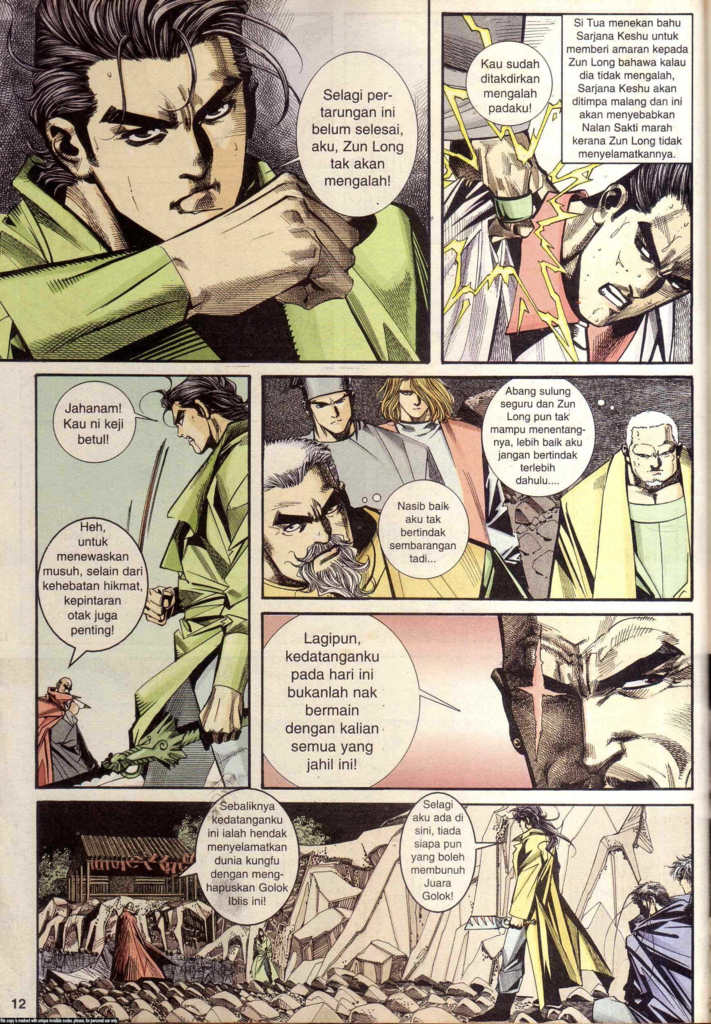 Selagi per-
tarungan ini
belum selesai,
aku, Zun Long
tak akan
mengalah!
Kau sudah
ditakdirkan
mengalah
padaku!
Si Tua menekan bahu
Sarjana Keshu untuk
memberi amaran kepada
Zun Long bahawa kalau
dia tidak mengalah,
Sarjana Keshu akan
ditimpa malang dan ini
akan menyebabkan
Nalan Sakti marah
kerana Zun Long tidak
menyelamatkannya.
Jahanam!
Kau ni keji
betul!
Heh,
untuk
menewaskan
musuh, selain dari
kehebatan hikmat,
kepintaran
otak juga
penting!
Nasib baik
aku tak
bertindak
sembarangan
tadi...
Abang sulung
seguru dan Zun
Long pun tak
mampu menentang-
nya, lebih baik aku
jangan bertindak
terlebih
dahulu....
Lagipun,
kedatanganku
pada hari ini
bukanlah nak
bermain
dengan kalian
semua yang
jahil ini!
Sebaliknya
kedatanganku
ini ialah hendak
menyelamatkan
dunia kungfu
dengan meng-
hapuskan Golok
Iblis ini!
Selagi
aku ada di
sini, tiada
siapa pun
yang boleh
membunuh
Juara
Golok!
12